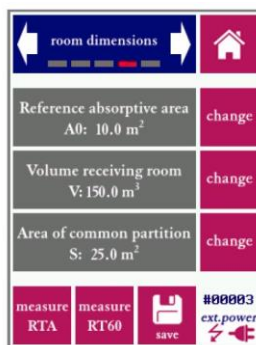 room dimensions
Reference absorptive area
A0: 10.0 m²
change
Volume receiving room
V: 150.0 m³
change
Area of common partition
S: 25.0 m²
change
measure
RTA
measure
RT60
save
#00003
ext.power